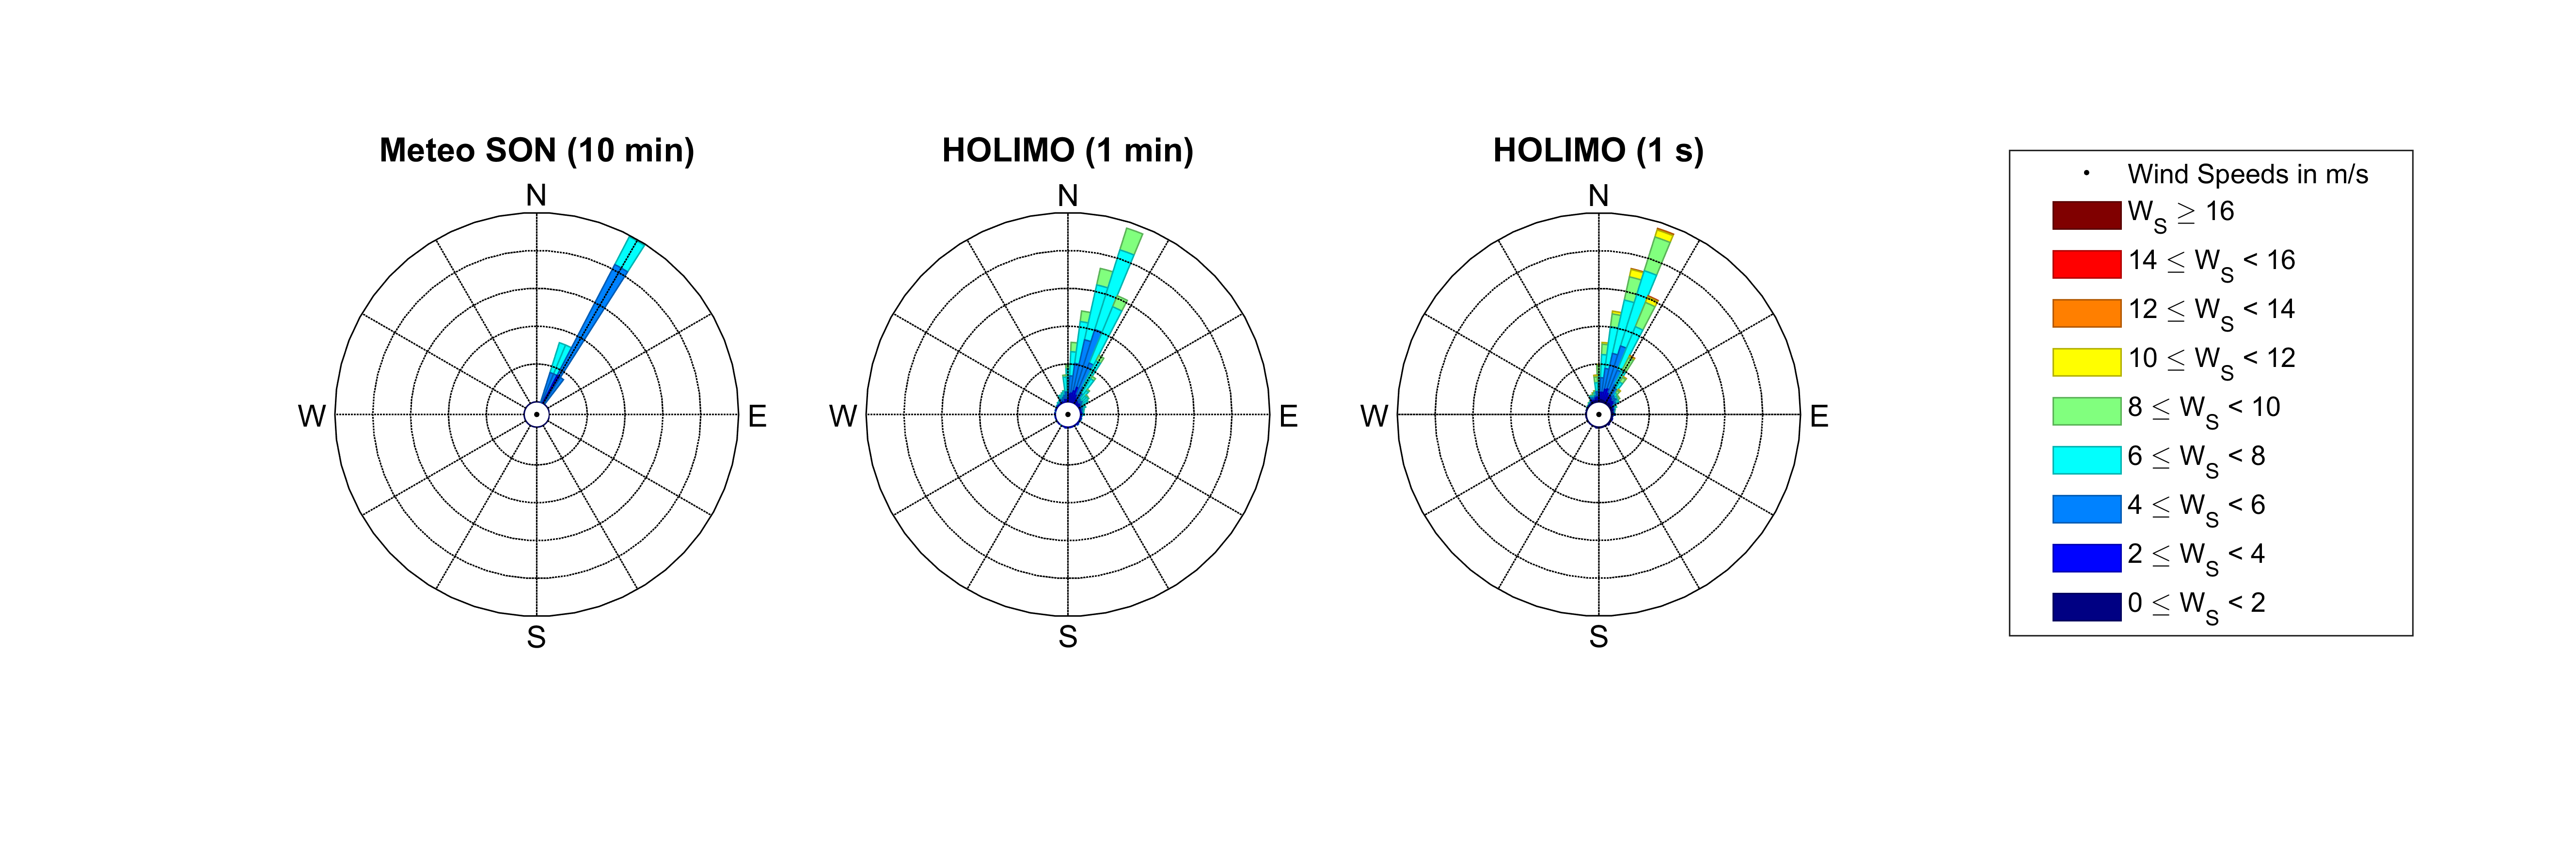 Meteo SON (10 min)
N
W
E
S
HOLIMO (1 min)
N
W
E
S
HOLIMO (1 s)
N
W
E
S
Wind Speeds in m/s
W_S ≥ 16
14 ≤ W_S < 16
12 ≤ W_S < 14
10 ≤ W_S < 12
8 ≤ W_S < 10
6 ≤ W_S < 8
4 ≤ W_S < 6
2 ≤ W_S < 4
0 ≤ W_S < 2